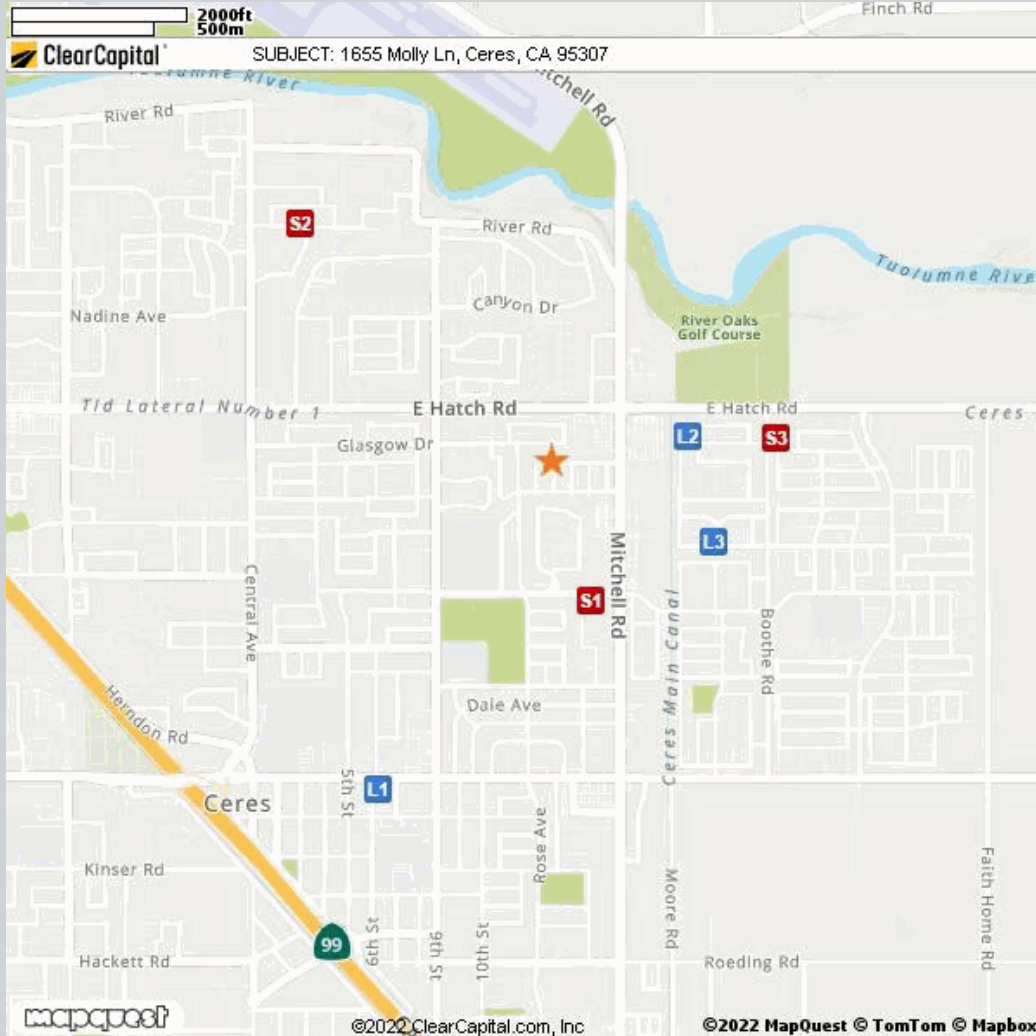 2000ft
500m
Finch Rd
ClearCapital
SUBJECT: 1655 Molly Ln, Ceres, CA 95307
Tuolumne River
Mitchell Rd
River Rd
S2
River Rd
Tuolumne Rive
Canyon Dr
Nadine Ave
River Oaks
Golf Course
Tid Lateral Number 1
E Hatch Rd
E Hatch Rd
Ceres
Glasgow Dr
L2
S3
L3
Mitchell Rd
Central Ave
S1
Ceres Main Canal
Boothe Rd
Herndon Rd
Dale Ave
5th St
L1
Ceres
Rose Ave
Kinser Rd
Moore Rd
Faith Home Rd
99
6th St
9th St
10th St
Hackett Rd
Roeding Rd
mapquest
©2022 ClearCapital.com, Inc
©2022 MapQuest © TomTom © Mapbox